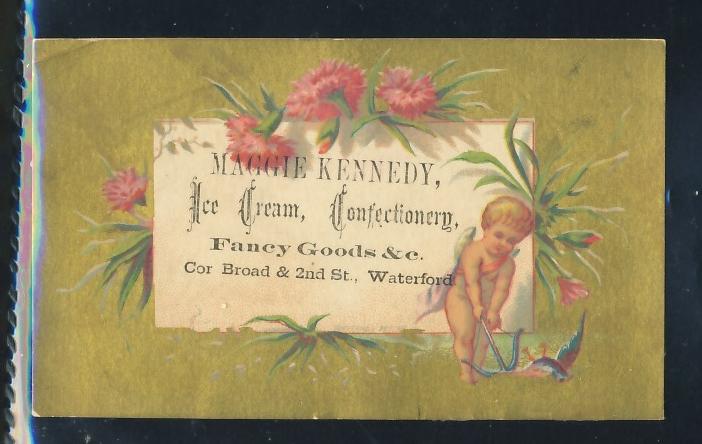 MAGGIE KENNEDY,
Ice Cream, Confectionery,
Fancy Goods &c.
Cor Broad & 2nd St., Waterford